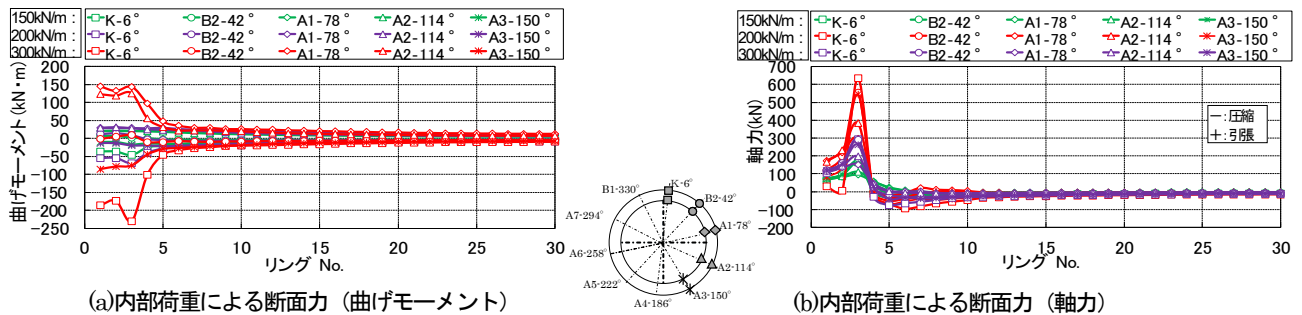 150kN/m : K-6° B2-42° A1-78° A2-114° A3-150°
200kN/m : K-6° B2-42° A1-78° A2-114° A3-150°
300kN/m : K-6° B2-42° A1-78° A2-114° A3-150°
曲げモーメント(kN・m)
200
150
100
50
0
−50
−100
−150
−200
−250
0 5 10 15 20 25 30
リング No.
(a)内部荷重による断面力（曲げモーメント）
K-6°
B2-42°
A1-78°
A2-114°
A3-150°
A4-186°
A5-222°
A6-258°
A7-294°
B1-330°
150kN/m : K-6° B2-42° A1-78° A2-114° A3-150°
200kN/m : K-6° B2-42° A1-78° A2-114° A3-150°
300kN/m : K-6° B2-42° A1-78° A2-114° A3-150°
軸力(kN)
700
600
500
400
300
200
100
0
−100
−200
0 5 10 15 20 25 30
リング No.
－:圧縮
＋:引張
(b)内部荷重による断面力（軸力）